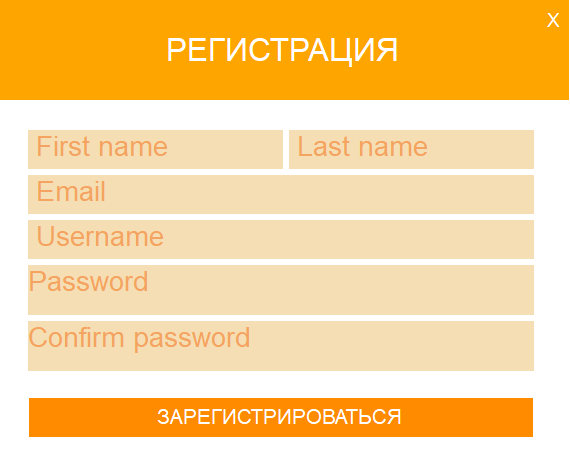 X
РЕГИСТРАЦИЯ
First name Last name
Email
Username
Password
Confirm password
ЗАРЕГИСТРИРОВАТЬСЯ